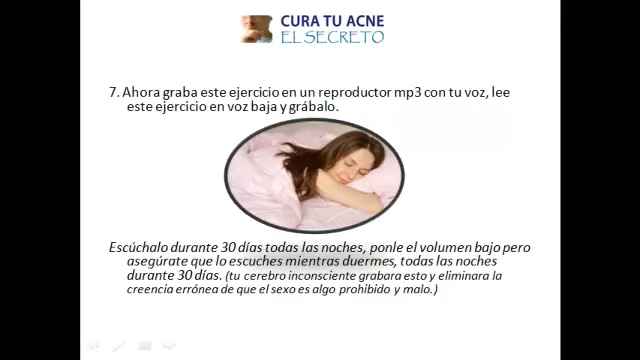 CURA TU ACNE
EL SECRETO
7. Ahora graba este ejercicio en un reproductor mp3 con tu voz, lee
este ejercicio en voz baja y grábalo.
Escúchalo durante 30 días todas las noches, ponle el volumen bajo pero
asegúrate que lo escuches mientras duermes, todas las noches
durante 30 días. (tu cerebro inconsciente grabara esto y eliminara la
creencia errónea de que el sexo es algo prohibido y malo.)